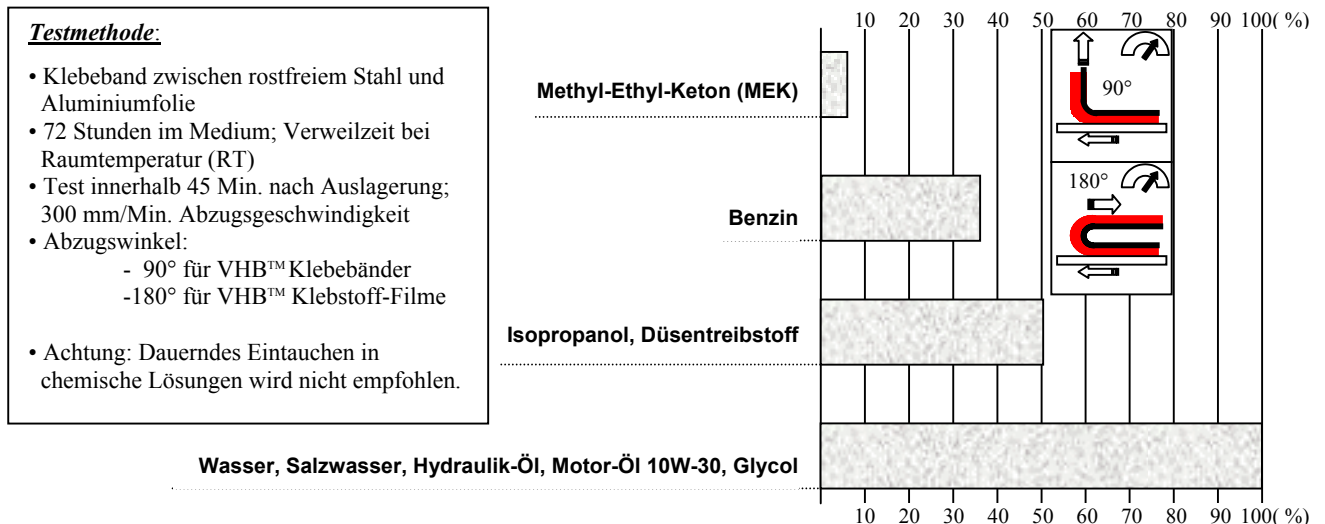 Testmethode:
• Klebeband zwischen rostfreiem Stahl und
Aluminiumfolie
• 72 Stunden im Medium; Verweilzeit bei
Raumtemperatur (RT)
• Test innerhalb 45 Min. nach Auslagerung;
300 mm/Min. Abzugsgeschwindigkeit
• Abzugswinkel:
- 90° für VHB™ Klebebänder
-180° für VHB™ Klebstoff-Filme
• Achtung: Dauerndes Eintauchen in
chemische Lösungen wird nicht empfohlen.
10 20 30 40 50 60 70 80 90 100( %)
Methyl-Ethyl-Keton (MEK)
90°
Benzin
180°
Isopropanol, Düsentreibstoff
Wasser, Salzwasser, Hydraulik-Öl, Motor-Öl 10W-30, Glycol
10 20 30 40 50 60 70 80 90 100( %)